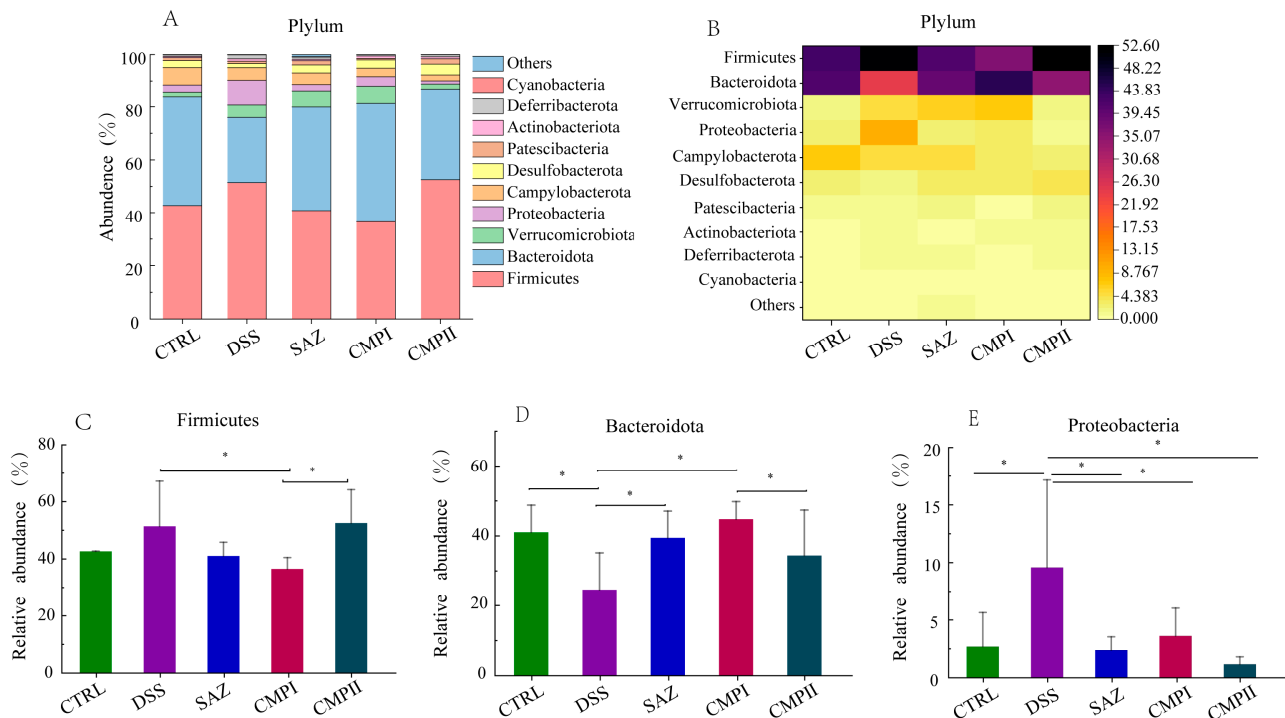 A
Plylum
Abundence (%)
100
80
60
40
20
0
CTRL
DSS
SAZ
CMPI
CMPII
Others
Cyanobacteria
Deferribacterota
Actinobacteriota
Patescibacteria
Desulfobacterota
Campylobacterota
Proteobacteria
Verrucomicrobiota
Bacteroidota
Firmicutes
B
Plylum
Firmicutes
Bacteroidota
Verrucomicrobiota
Proteobacteria
Campylobacterota
Desulfobacterota
Patescibacteria
Actinobacteriota
Deferribacterota
Cyanobacteria
Others
CTRL
DSS
SAZ
CMPI
CMPII
52.60
48.22
43.83
39.45
35.07
30.68
26.30
21.92
17.53
13.15
8.767
4.383
0.000
C
Firmicutes
Relative abundance (%)
80
60
40
20
0
* *
CTRL
DSS
SAZ
CMPI
CMPII
D
Bacteroidota
Relative abundance (%)
60
40
20
0
* * * *
CTRL
DSS
SAZ
CMPI
CMPII
E
Proteobacteria
Relative abundance (%)
20
15
10
5
0
* * * *
CTRL
DSS
SAZ
CMPI
CMPII